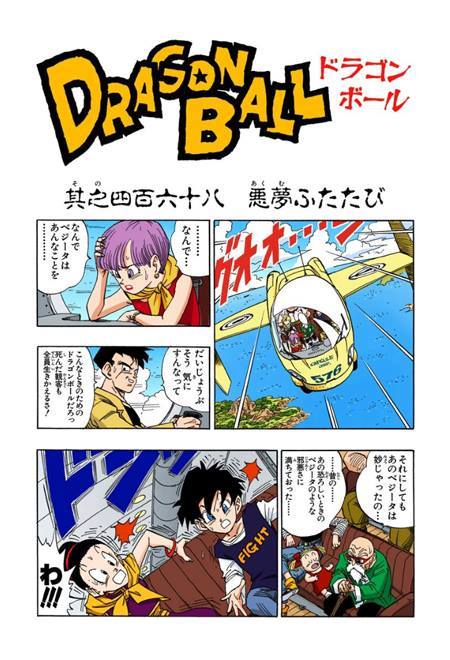 DRAGON
BALL
ドラゴン
ボール
其之四百六十八 悪夢ふたたび
その
あくむ
グオオ…
なんで…
………
なんで
ベジータは
あんなことを
………
CAPSULE
576
だいじょうぶ
そう気に
すんなって
こんなときのための
ドラゴンボールだろっ
死んだ観客も
全員生きかえるさ!
それにしても
あのベジータは
妙じゃったの…
……昔の…
あの恐ろしいときの
ベジータのような
邪悪さに
満ちておった……
FIGHT
わ!!!